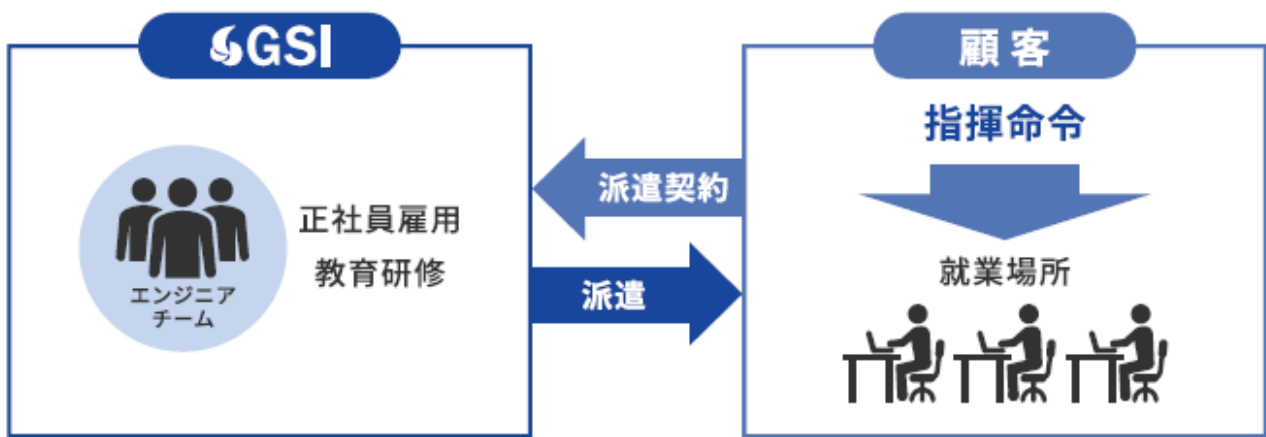 GSI
正社員雇用
教育研修
エンジニア
チーム
派遣契約
派遣
顧客
指揮命令
就業場所